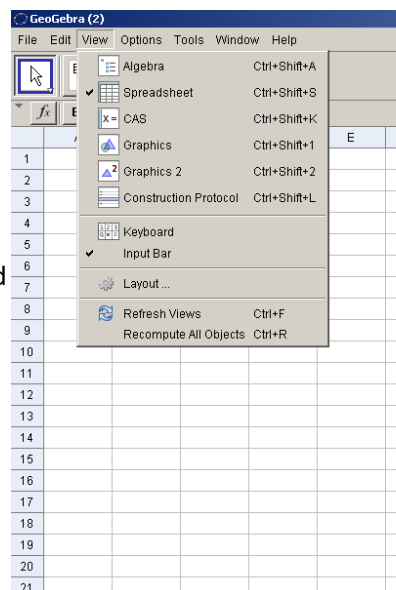 GeoGebra (2)
File Edit View Options Tools Window Help
Algebra Ctrl+Shift+A
Spreadsheet Ctrl+Shift+S
fx
x= CAS Ctrl+Shift+K
E
Graphics Ctrl+Shift+1
1
2 Graphics 2 Ctrl+Shift+2
2
Construction Protocol Ctrl+Shift+L
3
4
Keyboard
5
Input Bar
6
d
Layout ...
7
8
Refresh Views Ctrl+F
9
Recompute All Objects Ctrl+R
10
11
12
13
14
15
16
17
18
19
20
21